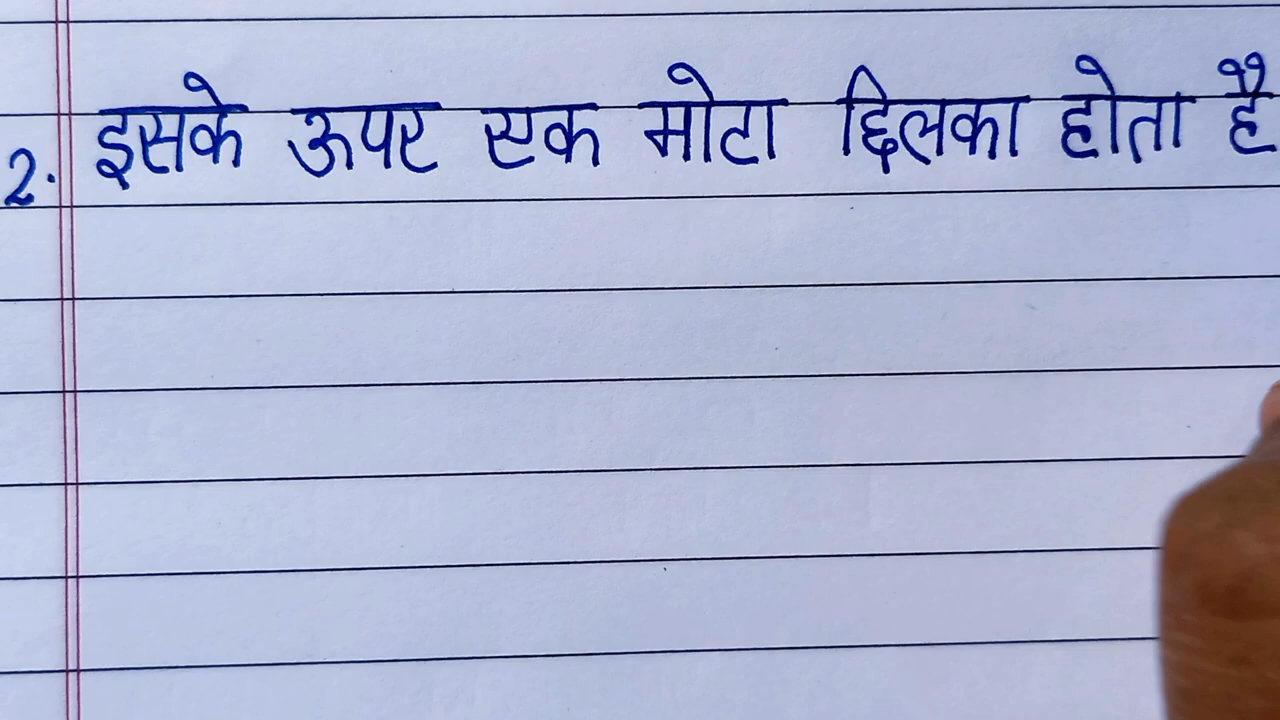 2. इसके ऊपर एक मोटा छिलका होता है